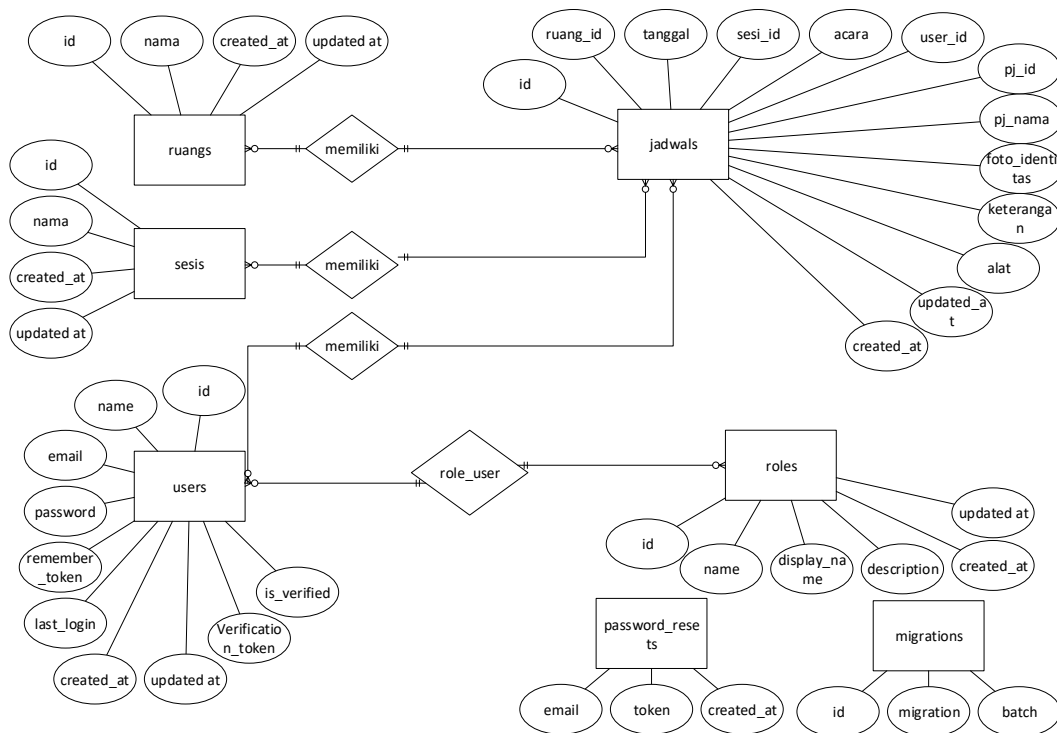 id
nama
created_at
updated at
ruangs
memiliki
ruang_id
tanggal
sesi_id
acara
user_id
id
pj_id
pj_nama
foto_identi
tas
keteranga
n
alat
updated_a
t
created_at
jadwals
id
nama
created_at
updated at
sesis
memiliki
memiliki
name
id
email
password
remember
_token
last_login
created_at
updated at
Verificatio
n_token
is_verified
users
role_user
roles
id
name
display_na
me
description
created_at
updated at
password_rese
ts
email
token
created_at
migrations
id
migration
batch